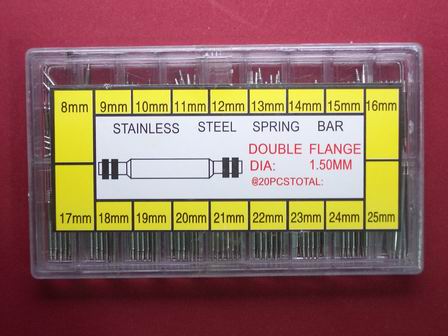 8mm 9mm 10mm 11mm 12mm 13mm 14mm 15mm 16mm
STAINLESS STEEL SPRING BAR
DOUBLE FLANGE
DIA: 1.50MM
@20PCSTOTAL:
17mm 18mm 19mm 20mm 21mm 22mm 23mm 24mm 25mm